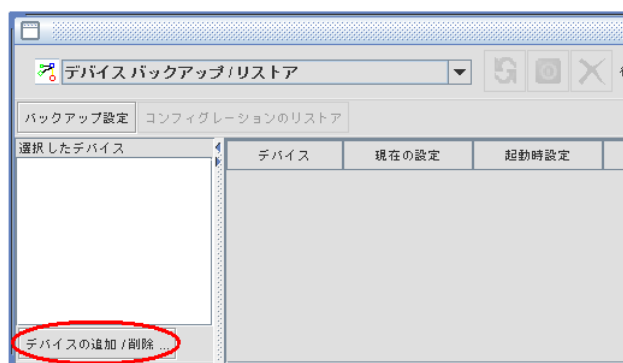 デバイス バックアップ / リストア
バックアップ設定 コンフィグレーションのリストア
選択したデバイス
デバイス 現在の設定 起動時設定
デバイスの追加 / 削除 ...